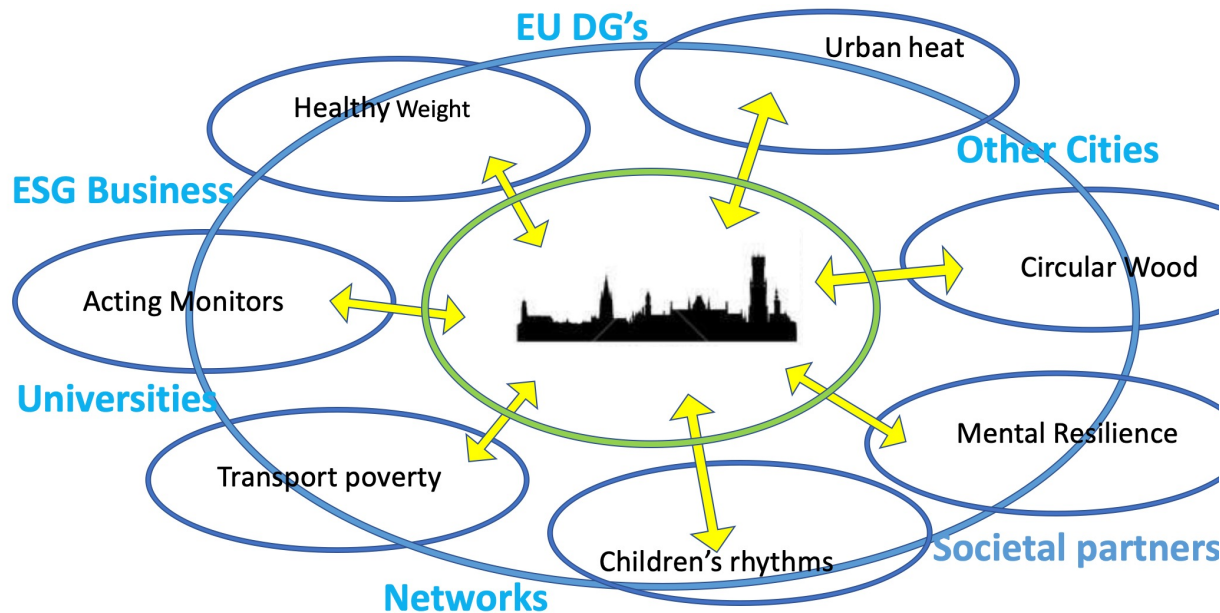 EU DG’s
Urban heat
Healthy Weight
Other Cities
ESG Business
Circular Wood
Acting Monitors
Universities
Mental Resilience
Transport poverty
Societal partners
Children’s rhythms
Networks